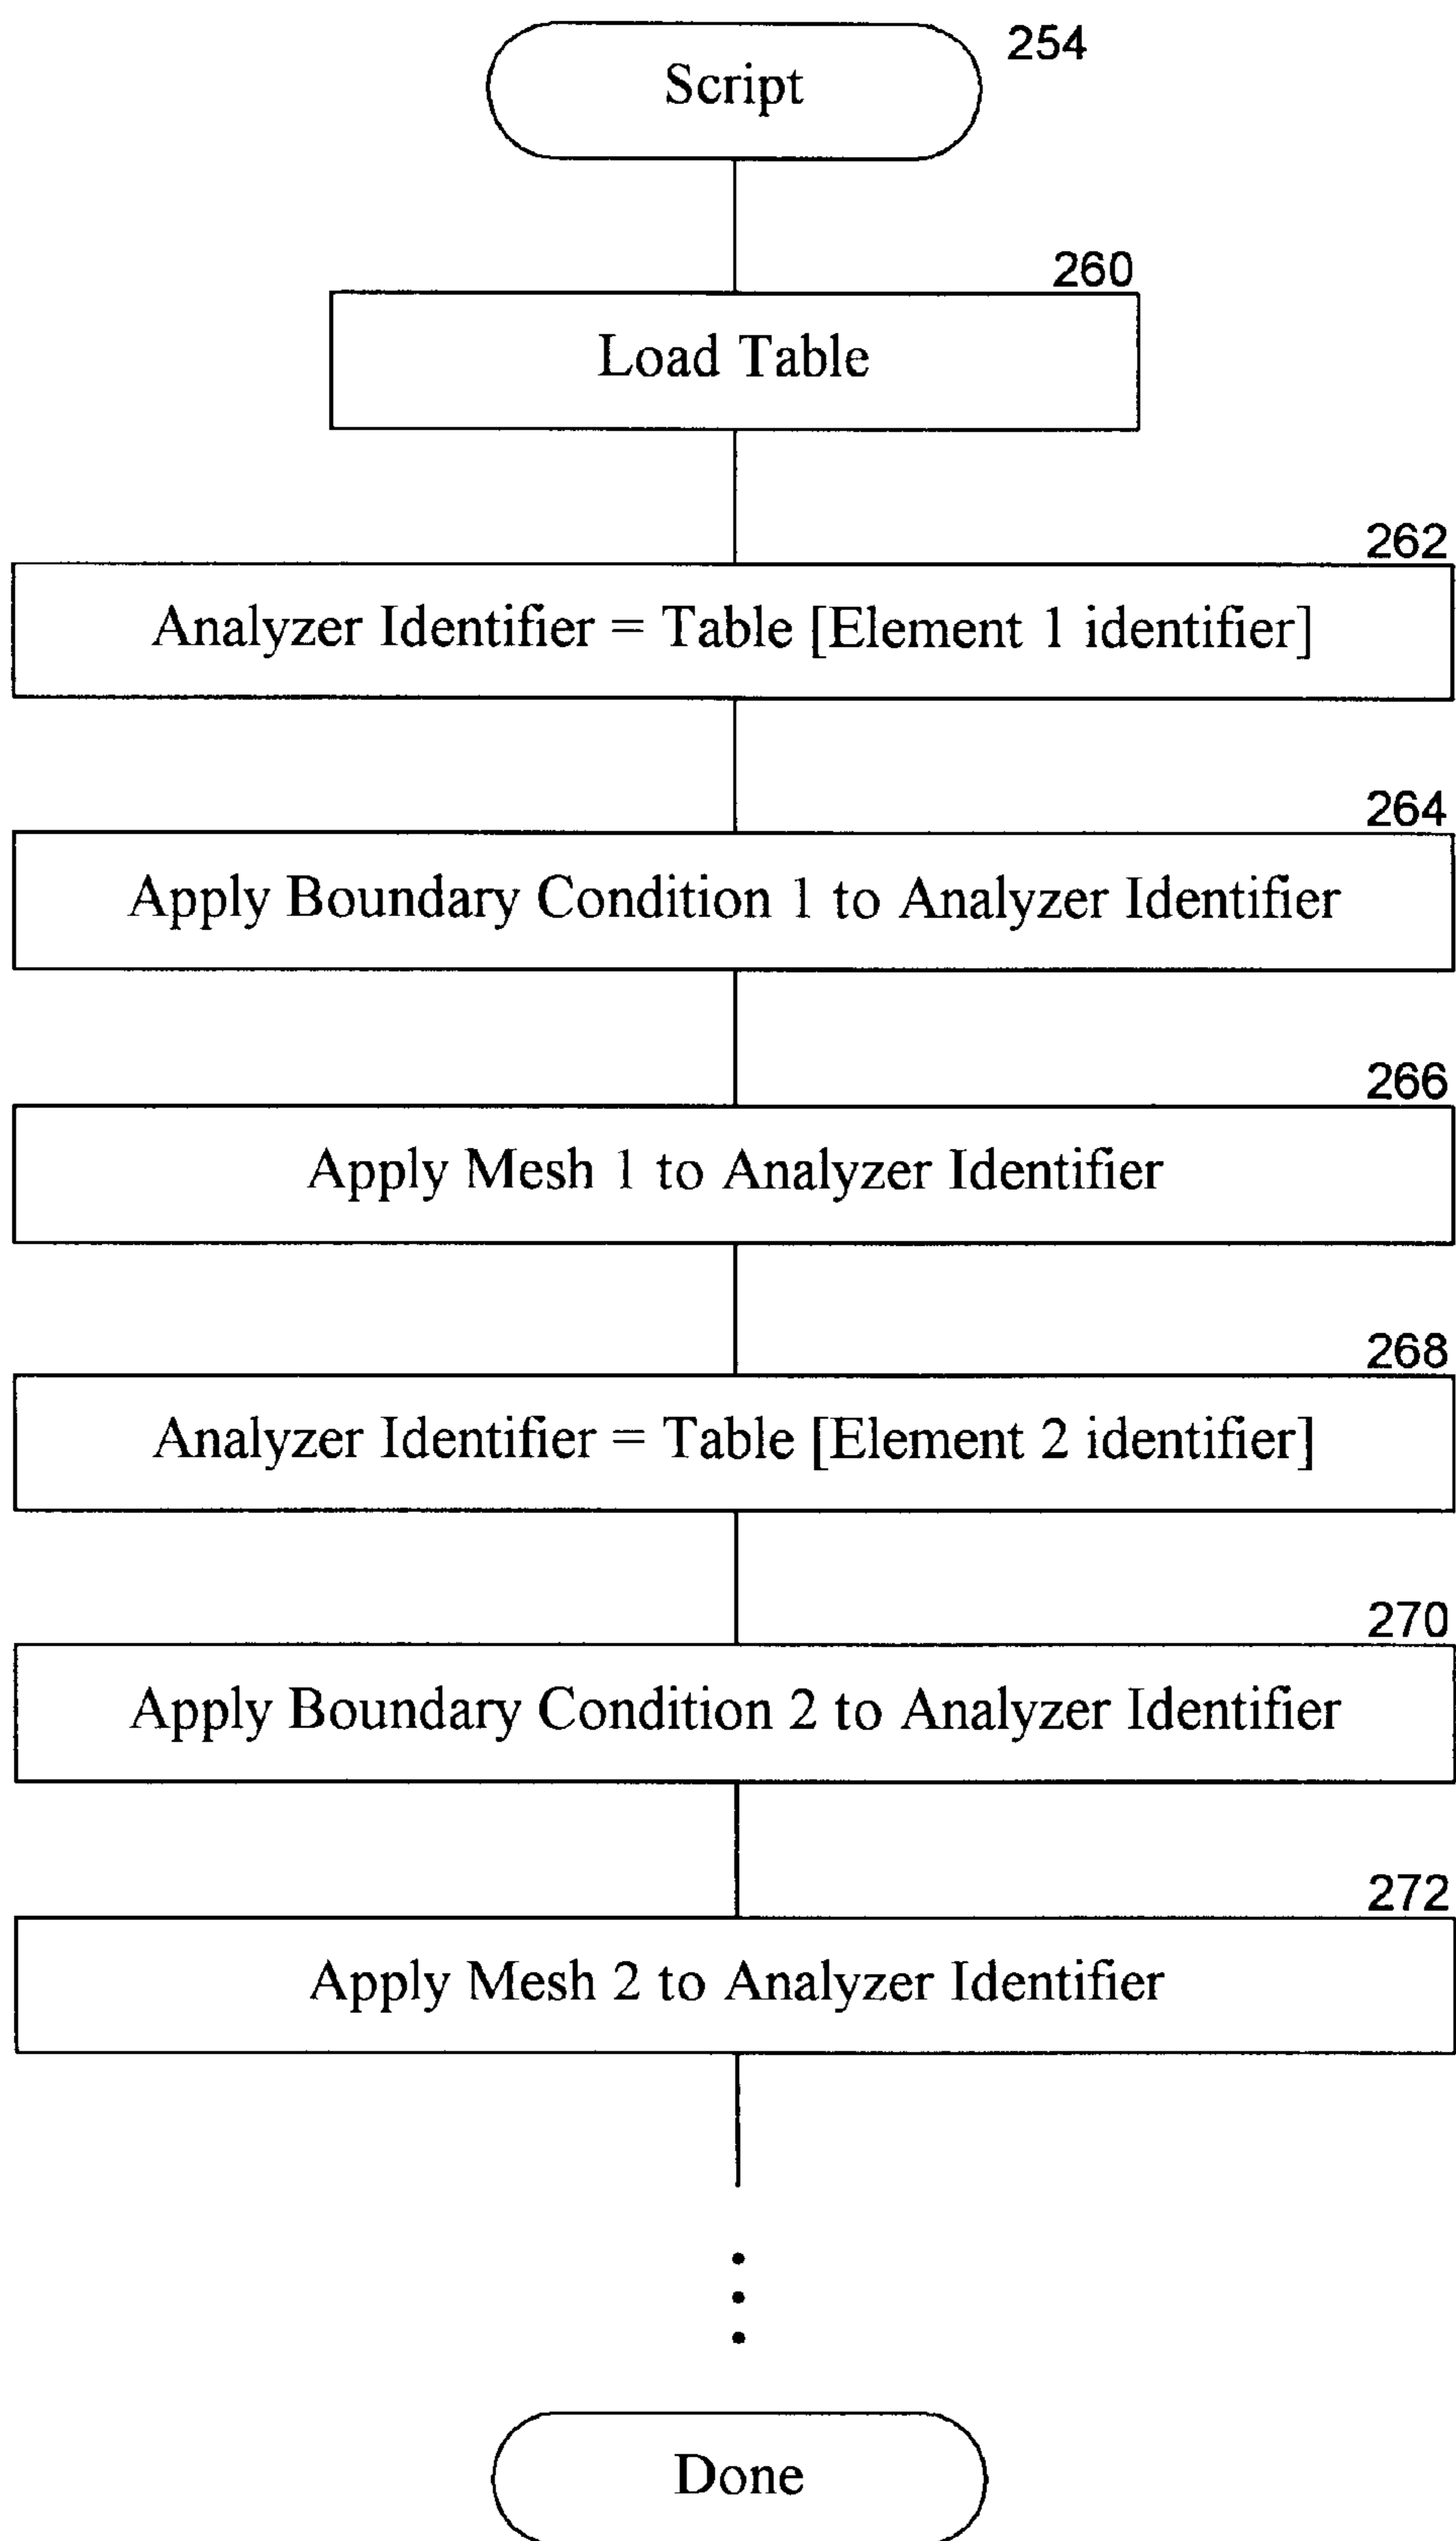 254
Script
260
Load Table
262
Analyzer Identifier = Table [Element 1 identifier]
264
Apply Boundary Condition 1 to Analyzer Identifier
266
Apply Mesh 1 to Analyzer Identifier
268
Analyzer Identifier = Table [Element 2 identifier]
270
Apply Boundary Condition 2 to Analyzer Identifier
272
Apply Mesh 2 to Analyzer Identifier
Done